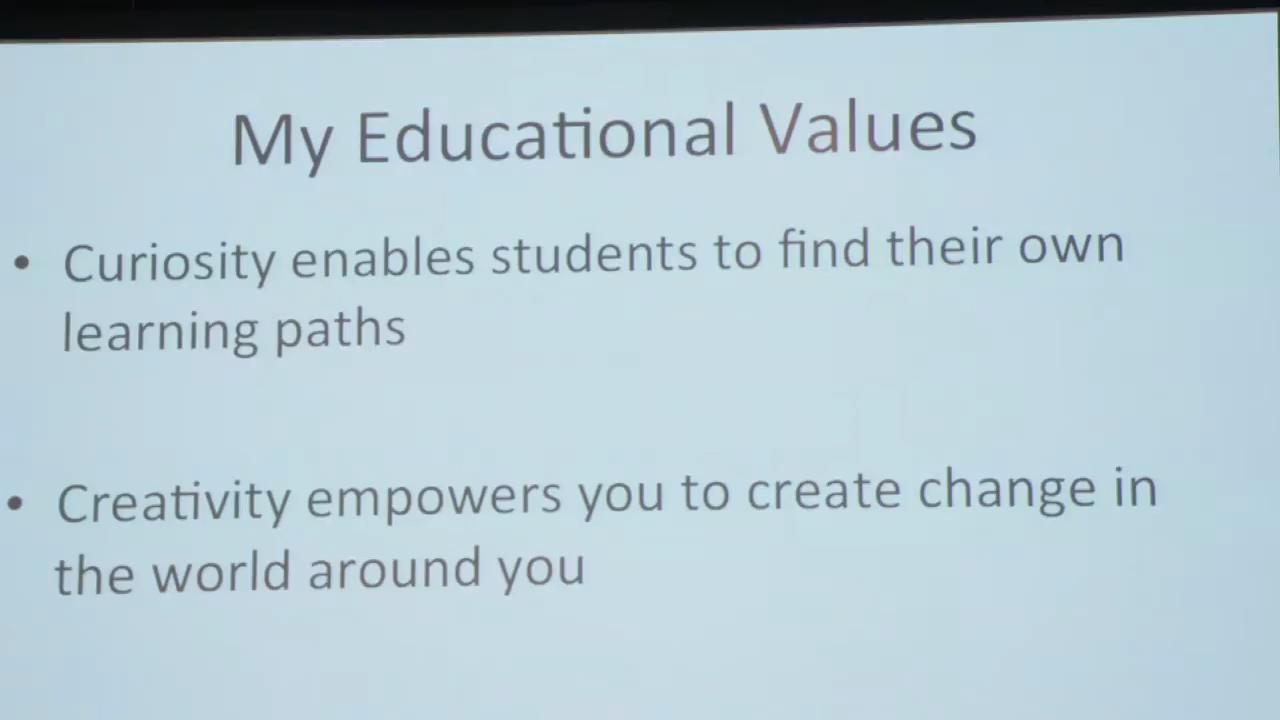 My Educational Values
• Curiosity enables students to find their own
learning paths
• Creativity empowers you to create change in
the world around you